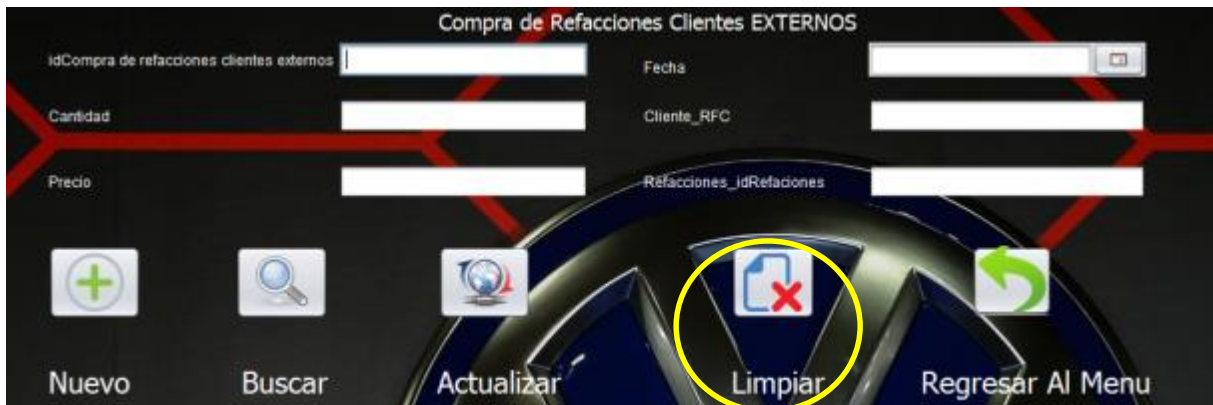 Compra de Refacciones Clientes EXTERNOS
idCompra de refacciones clientes externos
Fecha
Cantidad
Cliente_RFC
Precio
Refacciones_idRefaciones
Nuevo
Buscar
Actualizar
Limpiar
Regresar Al Menu